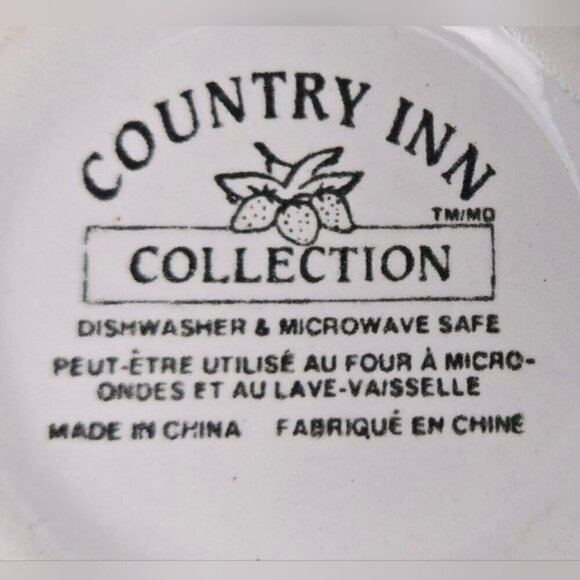 COUNTRY INN
TM/MD
COLLECTION
DISHWASHER & MICROWAVE SAFE
PEUT-ÊTRE UTILISÉ AU FOUR À MICRO-
ONDES ET AU LAVE-VAISSELLE
MADE IN CHINA FABRIQUÉ EN CHINE